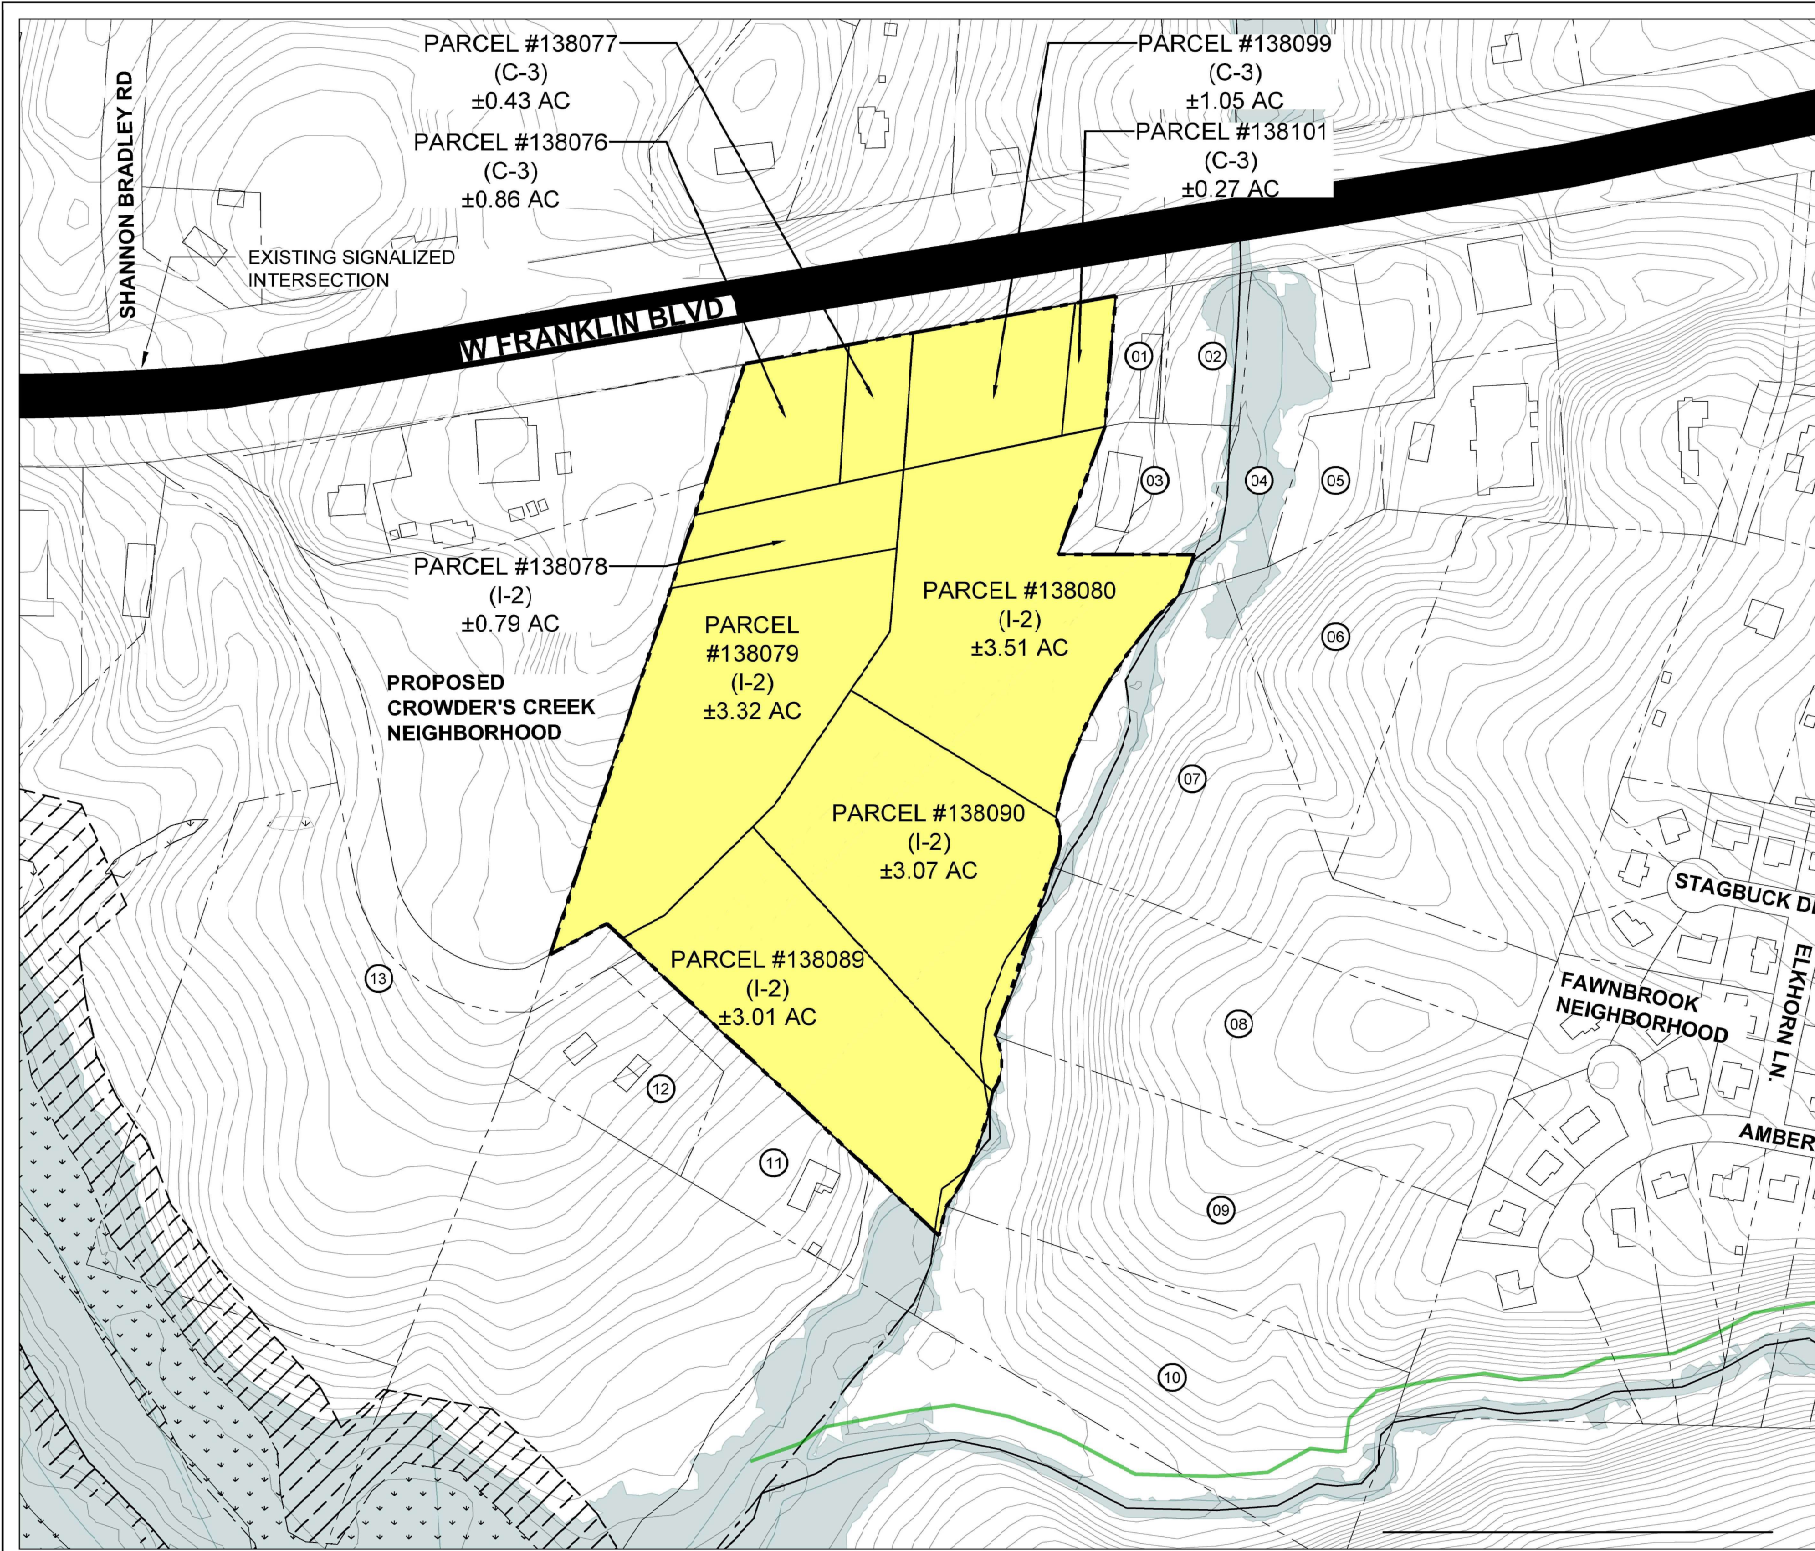 PARCEL #138077
(C-3)
±0.43 AC
PARCEL #138076
(C-3)
±0.86 AC
PARCEL #138099
(C-3)
±1.05 AC
PARCEL #138101
(C-3)
±0.27 AC
SHANNON BRADLEY RD
EXISTING SIGNALIZED
INTERSECTION
W FRANKLIN BLVD
01
02
03
04
05
PARCEL #138078
(I-2)
±0.79 AC
PARCEL #138080
(I-2)
±3.51 AC
PARCEL
#138079
(I-2)
±3.32 AC
06
PROPOSED
CROWDER'S CREEK
NEIGHBORHOOD
07
PARCEL #138090
(I-2)
±3.07 AC
STAGBUCK
ELKHORN LN.
PARCEL #138089
(I-2)
±3.01 AC
13
FAWNBROOK
NEIGHBORHOOD
08
12
AMBER
11
09
10